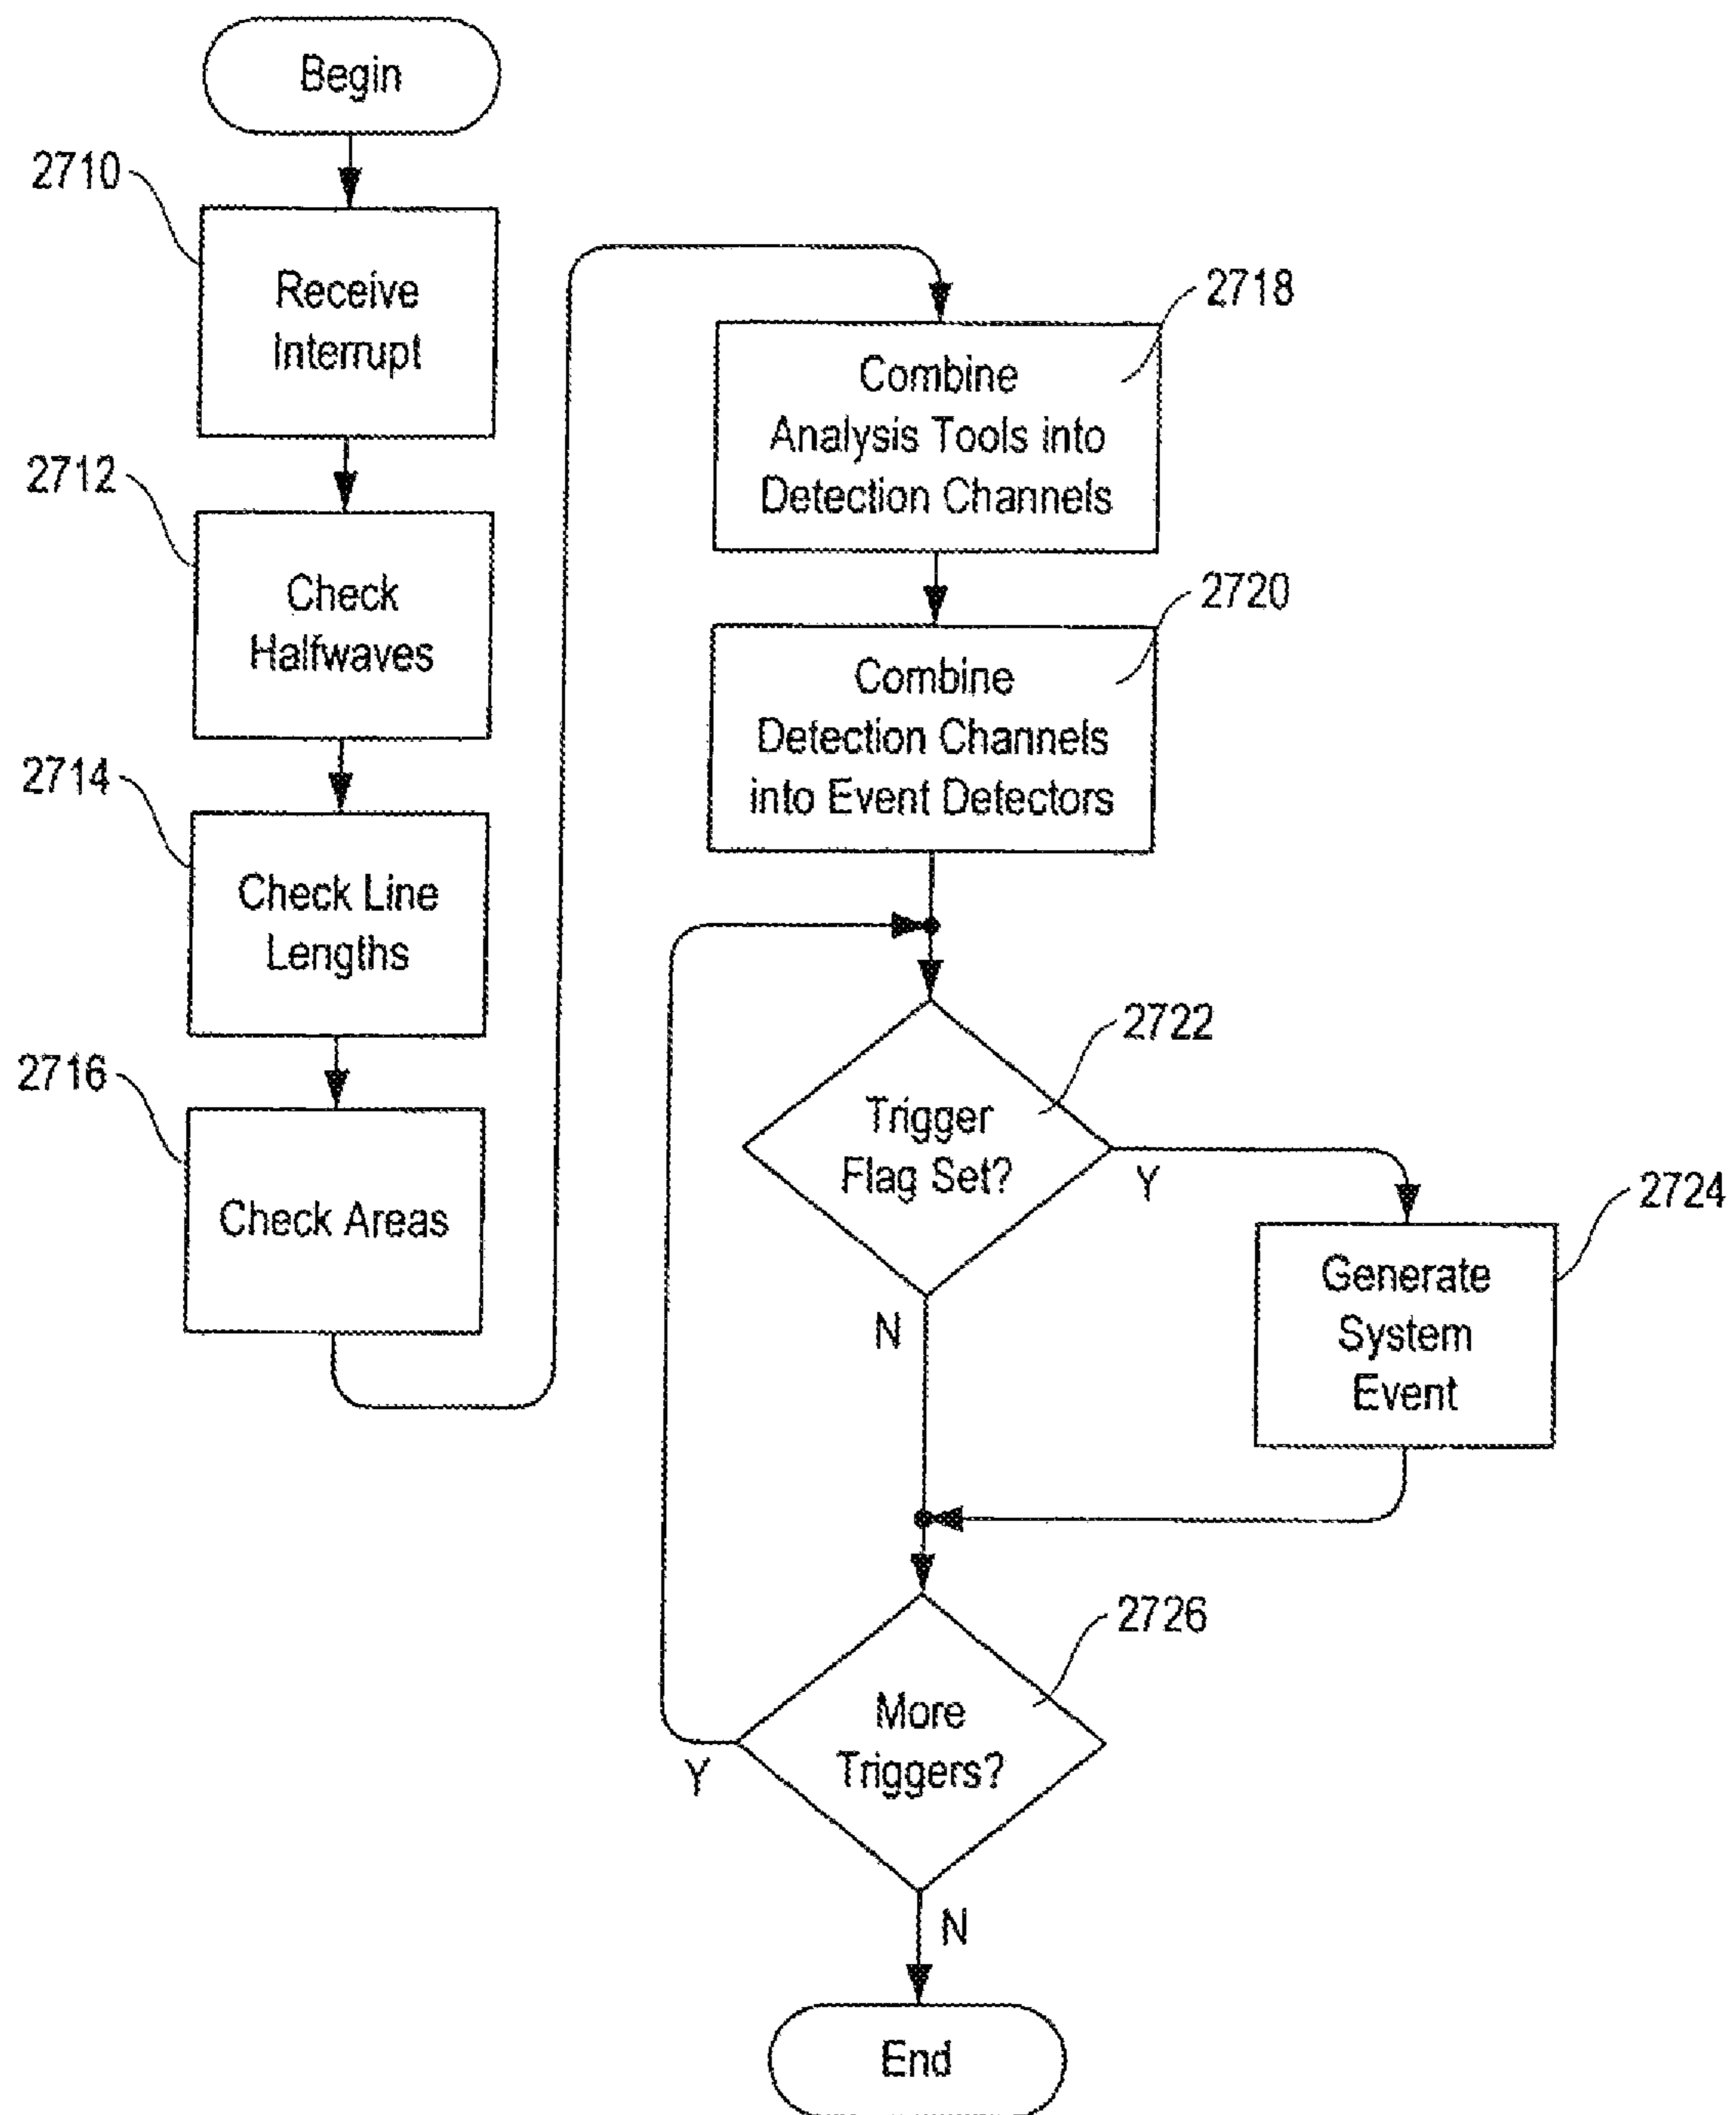 Begin
2710
Receive
Interrupt
2712
Check
Halfwaves
2714
Check Line
Lengths
2716
Check Areas
2718
Combine
Analysis Tools into
Detection Channels
2720
Combine
Detection Channels
into Event Detectors
2722
Trigger
Flag Set?
Y
N
2724
Generate
System
Event
2726
More
Triggers?
Y
N
End